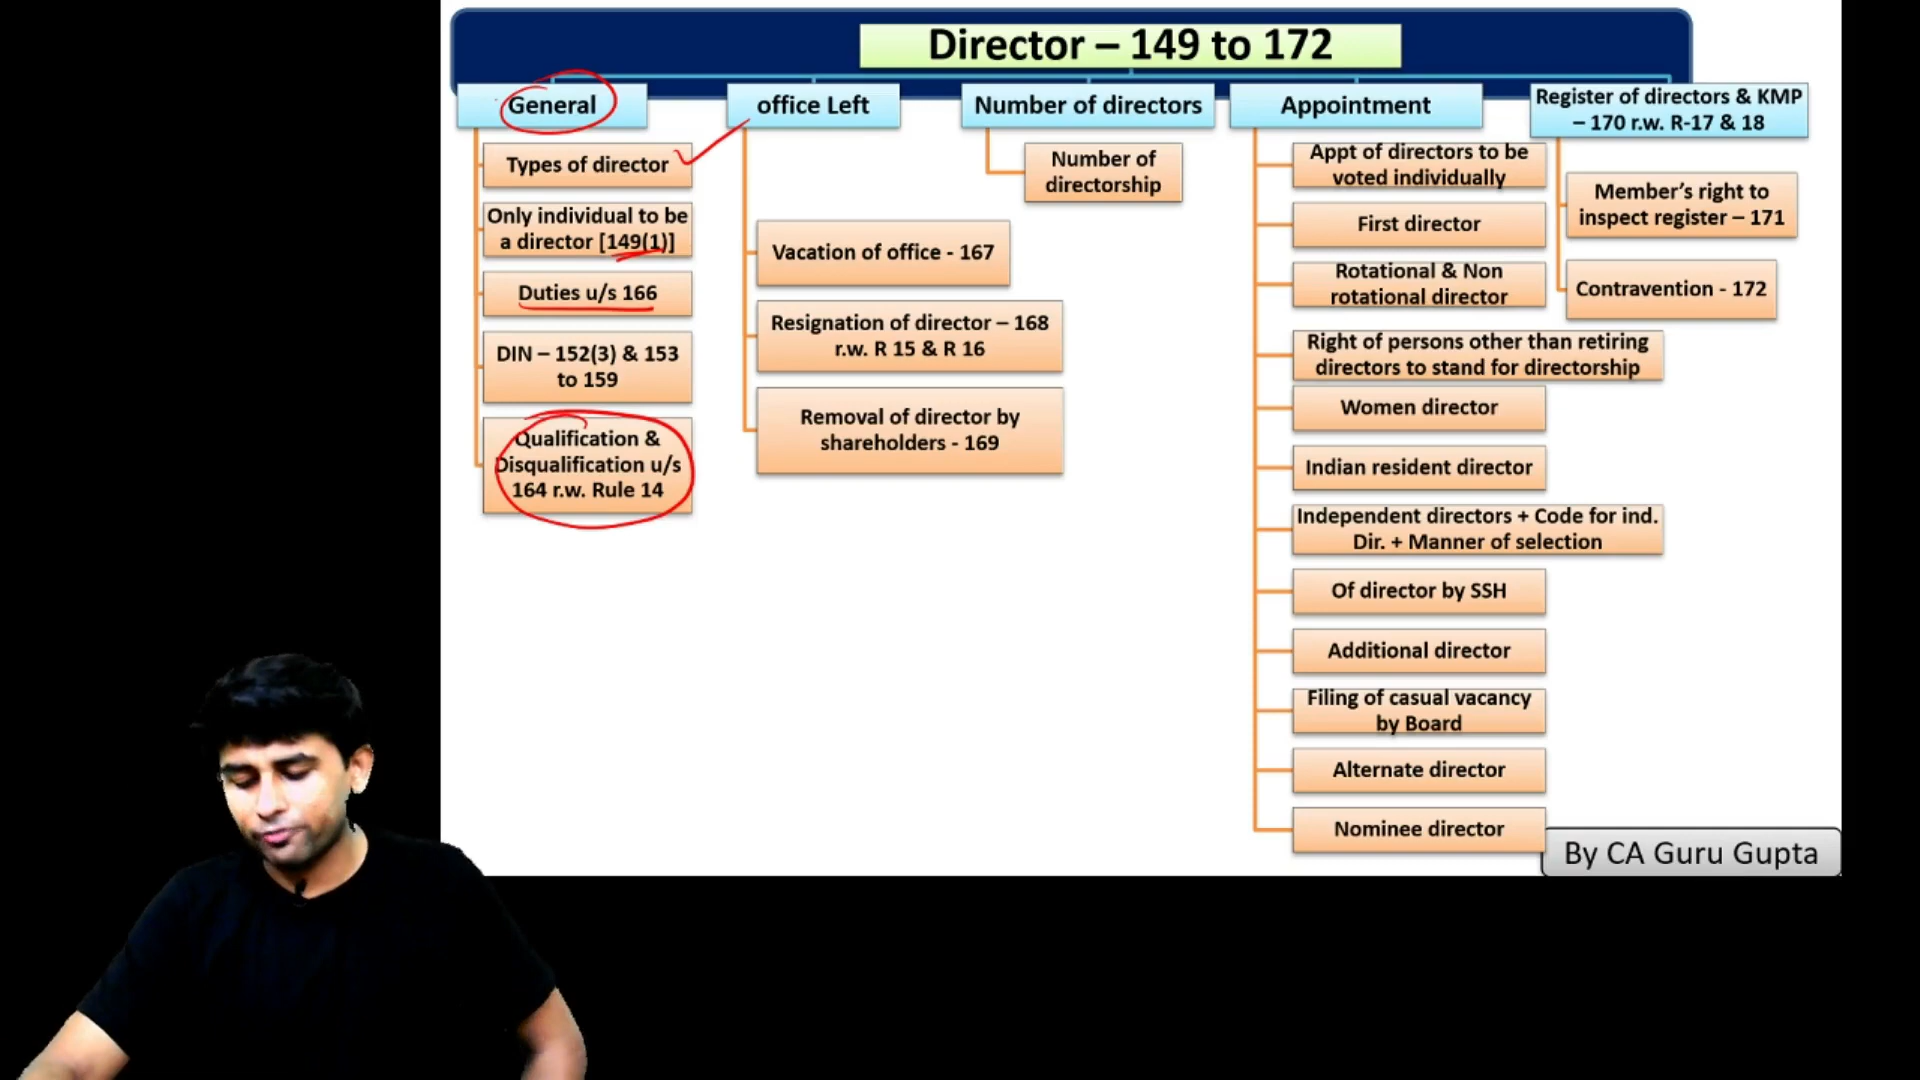 Director – 149 to 172
General
Types of director
Only individual to be
a director [149(1)]
Duties u/s 166
DIN – 152(3) & 153
to 159
Qualification &
Disqualification u/s
164 r.w. Rule 14
office Left
Vacation of office - 167
Resignation of director – 168
r.w. R 15 & R 16
Removal of director by
shareholders - 169
Number of directors
Number of
directorship
Appointment
Appt of directors to be
voted individually
First director
Rotational & Non
rotational director
Right of persons other than retiring
directors to stand for directorship
Women director
Indian resident director
Independent directors + Code for ind.
Dir. + Manner of selection
Of director by SSH
Additional director
Filing of casual vacancy
by Board
Alternate director
Nominee director
Register of directors & KMP
– 170 r.w. R-17 & 18
Member's right to
inspect register – 171
Contravention - 172
By CA Guru Gupta